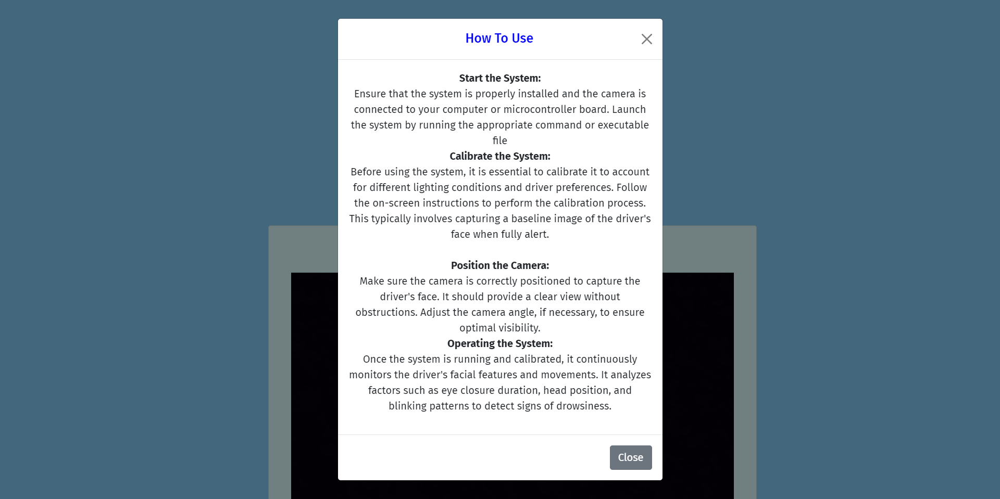 How To Use
Start the System:
Ensure that the system is properly installed and the camera is
connected to your computer or microcontroller board. Launch
the system by running the appropriate command or executable
file
Calibrate the System:
Before using the system, it is essential to calibrate it to account
for different lighting conditions and driver preferences. Follow
the on-screen instructions to perform the calibration process.
This typically involves capturing a baseline image of the driver's
face when fully alert.
Position the Camera:
Make sure the camera is correctly positioned to capture the
driver's face. It should provide a clear view without
obstructions. Adjust the camera angle, if necessary, to ensure
optimal visibility.
Operating the System:
Once the system is running and calibrated, it continuously
monitors the driver's facial features and movements. It analyzes
factors such as eye closure duration, head position, and
blinking patterns to detect signs of drowsiness.
Close